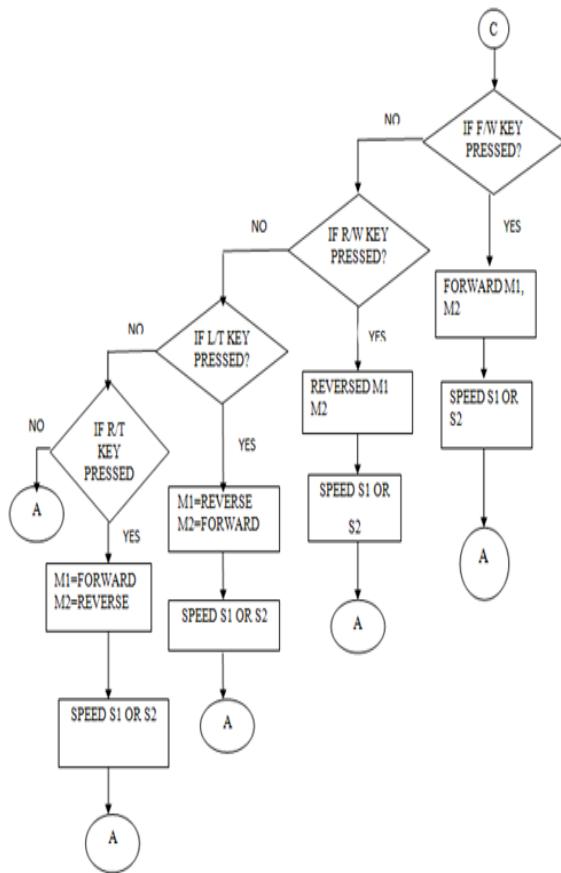 C
NO
IF F/W KEY
PRESSED?
YES
NO
IF R/W KEY
PRESSED?
FORWARD M1,
M2
NO
IF L/T KEY
PRESSED?
YES
REVERSED M1
M2
SPEED S1 OR
S2
NO
IF R/T
KEY
PRESSED
YES
A
M1=REVERSE
M2=FORWARD
SPEED S1 OR
S2
YES
A
M1=FORWARD
M2=REVERSE
SPEED S1 OR S2
A
SPEED S1 OR S2
A
A